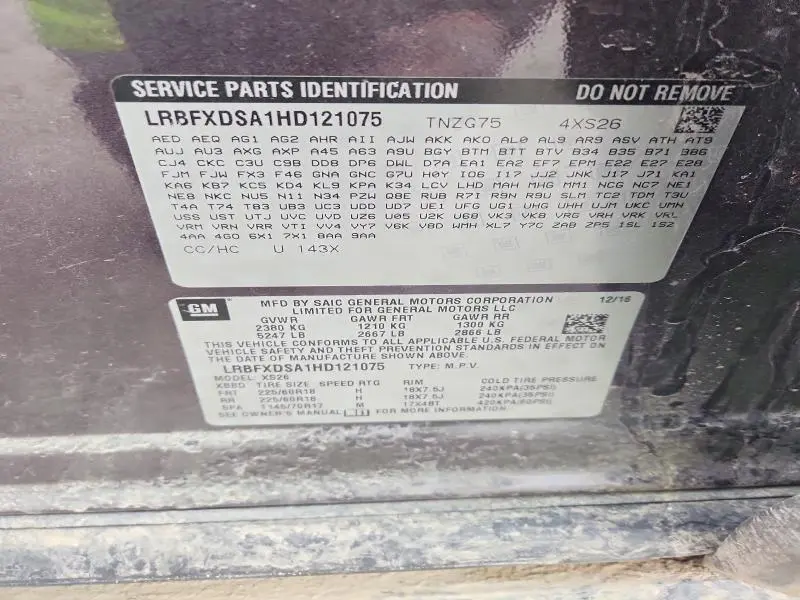 SERVICE PARTS IDENTIFICATION DO NOT REMOVE
LRBFXDSA1HD121075 TNZG75 4XS26
AED AEQ AG1 AG2 AHR AII AJW AKK AKO AL0 AL9 AR9 ASV ATH AT9
AUJ AU3 AXG AXP A45 A63 A9U BGY BTM BTT BTV B34 B35 B71 B86
CJ4 CKC C3U C9B DD8 DP6 DWL D7A EA1 EA2 EF7 EPM E22 E27 E28
FJM FJW FX3 F46 GNA GNC G7U H0Y IO6 I17 JJ2 JNK J17 J71 KA1
KA6 KB7 KC5 KD4 KL9 KPA K34 LCV LHD MAH MHG MM1 NCG NC7 NE1
NE8 NKC NU5 N11 N34 PZW Q8E RUB R7I R9N R9U SLM TC2 TDM T3U
T4A T74 TB3 UB3 UC3 UDD UD7 UE1 UFG UG1 UHG UHH UJM UKC UMN
USS UST UTJ UVC UVD UZ6 U05 U2K U68 VK3 VK8 VRG VRH VRK VRL
VRM VRN VRR VTI VV4 VY7 V6K V8D WMH XL7 Y7C ZAB ZP5 1SL 1SZ
4AA 4G0 6X1 7X1 8AA 9AA
CC/HC U 143X
GM
MFD BY SAIC GENERAL MOTORS CORPORATION 12/16
LIMITED FOR GENERAL MOTORS LLC
GVWR GAWR FRT GAWR RR
2380 KG 1210 KG 1300 KG
5247 LB 2667 LB 2866 LB
THIS VEHICLE CONFORMS TO ALL APPLICABLE U.S. FEDERAL MOTOR
VEHICLE SAFETY, BUMPER, AND THEFT PREVENTION STANDARDS IN EFFECT ON
THE DATE OF MANUFACTURE SHOWN ABOVE.
LRBFXDSA1HD121075 TYPE: M.P.V.
MODEL: XS26
XBBD TIRE SIZE SPEED RTG RIM COLD TIRE PRESSURE
FRT 225/60R18 H 18X7.5J 240KPA(35PSI)
RR 225/60R18 H 18X7.5J 240KPA(35PSI)
SPA T145/70R17 M 17X4BT 420KPA(60PSI)
SEE OWNER'S MANUAL FOR MORE INFORMATION.